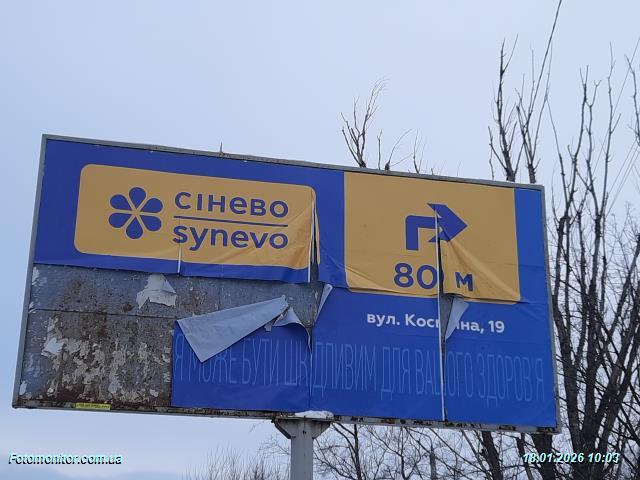 СІНЕВО
synevo
80 м
вул. Кос
на, 19
МОЖЕ БУТИ ШКІДЛИВИМ ДЛЯ ВАШОГО ЗДОРОВ'Я
Fotomonitor.com.ua
18.01.2026 10:03